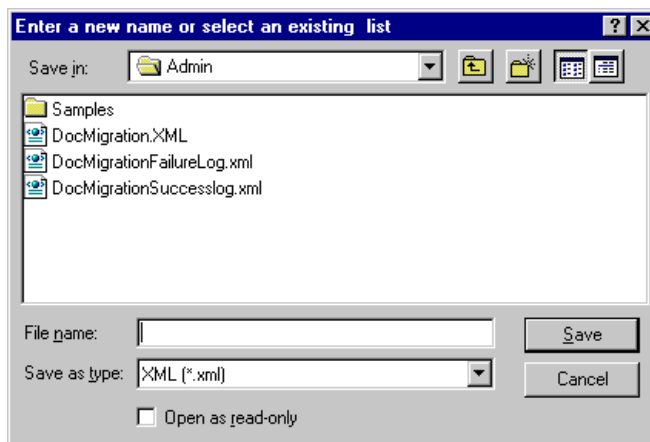 Enter a new name or select an existing list
Save in: Admin
Samples
DocMigration.XML
DocMigrationFailureLog.xml
DocMigrationSuccesslog.xml
File name: Save
Save as type: XML (*.xml) Cancel
Open as read-only